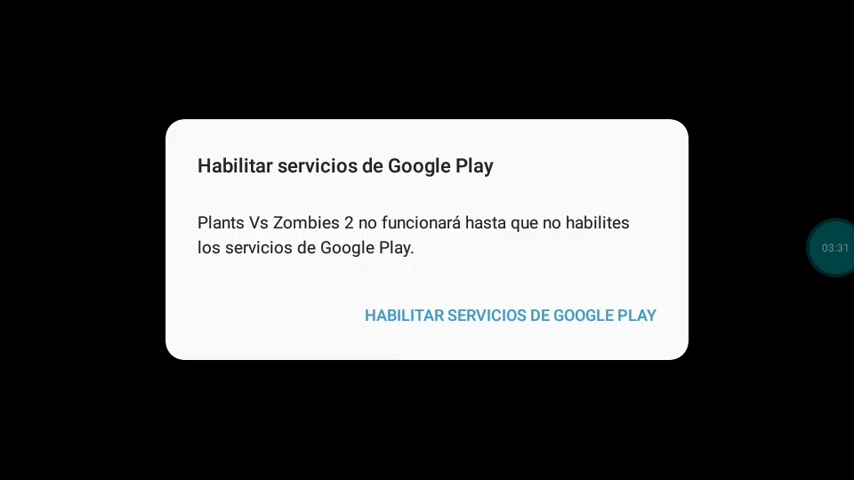 Habilitar servicios de Google Play
Plants Vs Zombies 2 no funcionará hasta que no habilites
los servicios de Google Play.
03:31
HABILITAR SERVICIOS DE GOOGLE PLAY